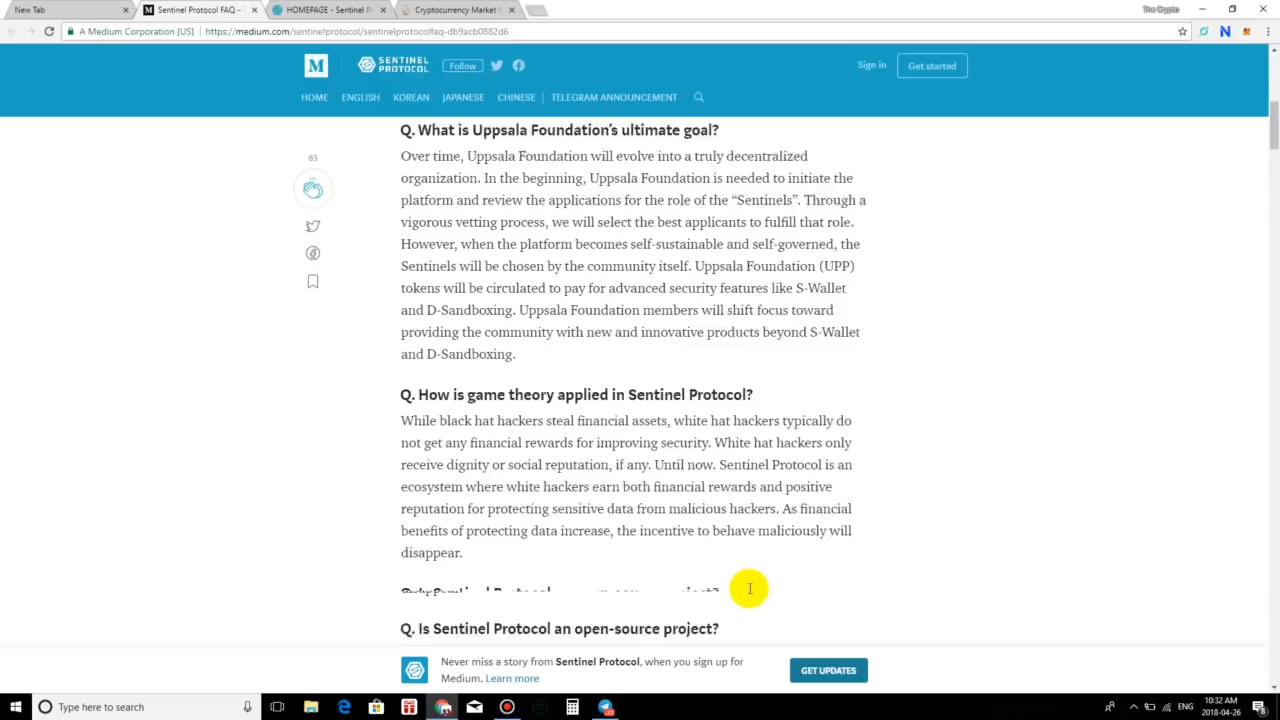 New Tab
Sentinel Protocol FAQ –
HOMEPAGE - Sentinel P
Cryptocurrency Market
The Crypto
A Medium Corporation [US]
https://medium.com/sentinelprotocol/sentinelprotocolfaq-db9acb0882d6
M
SENTINEL
PROTOCOL
Follow
Sign in
Get started
HOME
ENGLISH
KOREAN
JAPANESE
CHINESE
TELEGRAM ANNOUNCEMENT
63
Q. What is Uppsala Foundation’s ultimate goal?
Over time, Uppsala Foundation will evolve into a truly decentralized
organization. In the beginning, Uppsala Foundation is needed to initiate the
platform and review the applications for the role of the “Sentinels”. Through a
vigorous vetting process, we will select the best applicants to fulfill that role.
However, when the platform becomes self-sustainable and self-governed, the
Sentinels will be chosen by the community itself. Uppsala Foundation (UPP)
tokens will be circulated to pay for advanced security features like S-Wallet
and D-Sandboxing. Uppsala Foundation members will shift focus toward
providing the community with new and innovative products beyond S-Wallet
and D-Sandboxing.
Q. How is game theory applied in Sentinel Protocol?
While black hat hackers steal financial assets, white hat hackers typically do
not get any financial rewards for improving security. White hat hackers only
receive dignity or social reputation, if any. Until now. Sentinel Protocol is an
ecosystem where white hackers earn both financial rewards and positive
reputation for protecting sensitive data from malicious hackers. As financial
benefits of protecting data increase, the incentive to behave maliciously will
disappear.
Q. Is Sentinel Protocol an open-source project?
Never miss a story from Sentinel Protocol, when you sign up for
Medium. Learn more
GET UPDATES
Type here to search
ENG
10:32 AM
2018-04-26